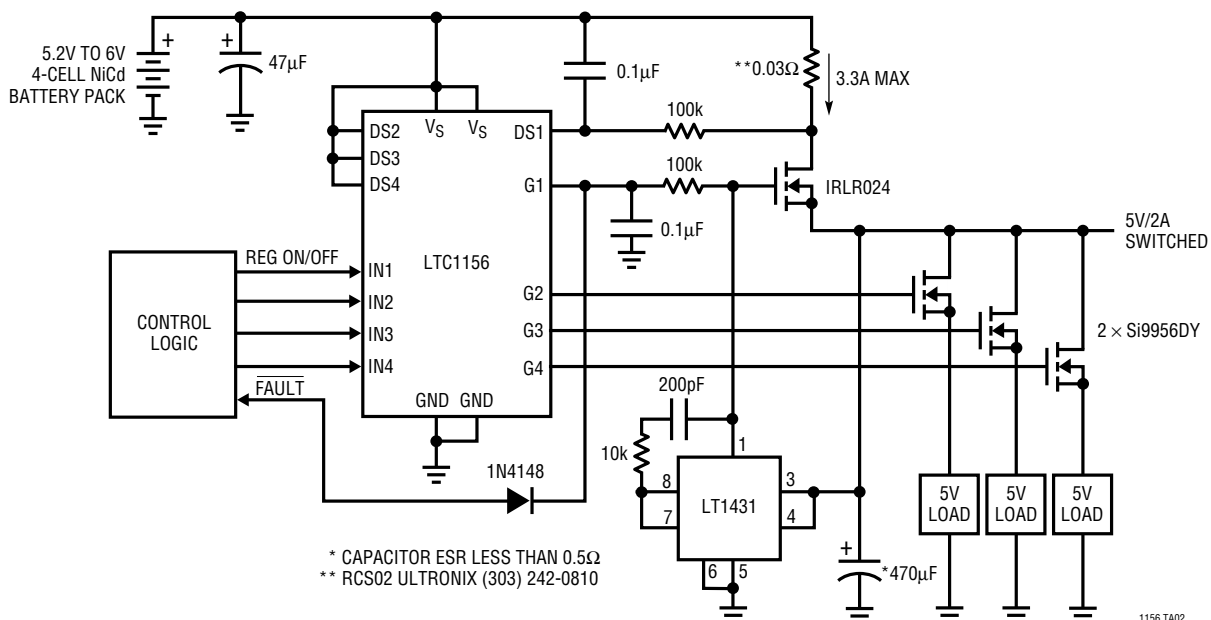 5.2V TO 6V
4-CELL NiCd
BATTERY PACK
+
+
47µF
0.1µF
**0.03Ω
3.3A MAX
100k
DS2
DS3
DS4
VS
VS
DS1
G1
100k
0.1µF
IRLR024
5V/2A
SWITCHED
LTC1156
CONTROL
LOGIC
REG ON/OFF
IN1
IN2
IN3
IN4
FAULT
G2
G3
G4
2 × Si9956DY
GND
GND
200pF
10k
1N4148
1
8
7
LT1431
3
4
6
5
+
*470µF
5V
LOAD
5V
LOAD
5V
LOAD
* CAPACITOR ESR LESS THAN 0.5Ω
** RCS02 ULTRONIX (303) 242-0810
1156 TA02